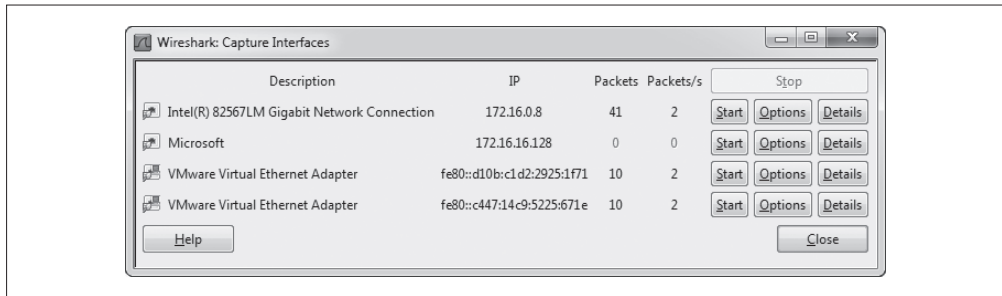 Wireshark: Capture Interfaces
Description IP Packets Packets/s Stop
Intel(R) 82567LM Gigabit Network Connection 172.16.0.8 41 2 Start Options Details
Microsoft 172.16.16.128 0 0 Start Options Details
VMware Virtual Ethernet Adapter fe80::d10b:c1d2:2925:1f71 10 2 Start Options Details
VMware Virtual Ethernet Adapter fe80::c447:14c9:5225:671e 10 2 Start Options Details
Help Close